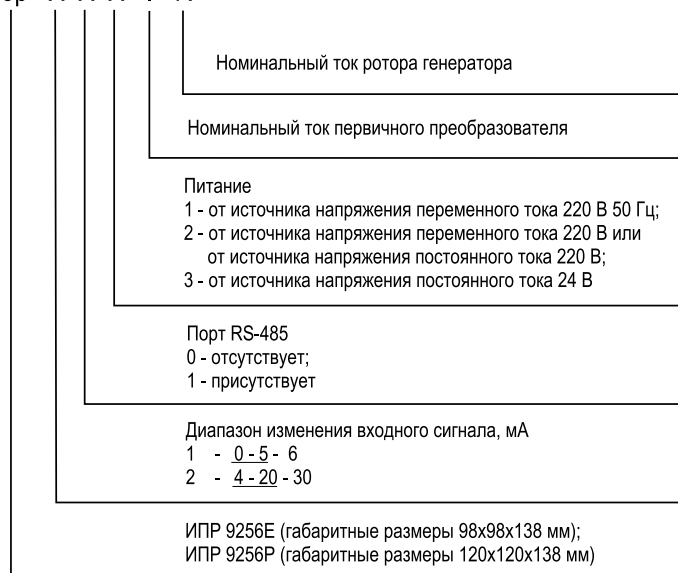 Номинальный ток ротора генератора
Номинальный ток первичного преобразователя
Питание
1 - от источника напряжения переменного тока 220 В 50 Гц;
2 - от источника напряжения переменного тока 220 В или
от источника напряжения постоянного тока 220 В;
3 - от источника напряжения постоянного тока 24 В
Порт RS-485
0 - отсутствует;
1 - присутствует
Диапазон изменения входного сигнала, мА
1 - 0 - 5 - 6
2 - 4 - 20 - 30
ИПР 9256Е (габаритные размеры 98х98х138 мм);
ИПР 9256Р (габаритные размеры 120х120х138 мм)